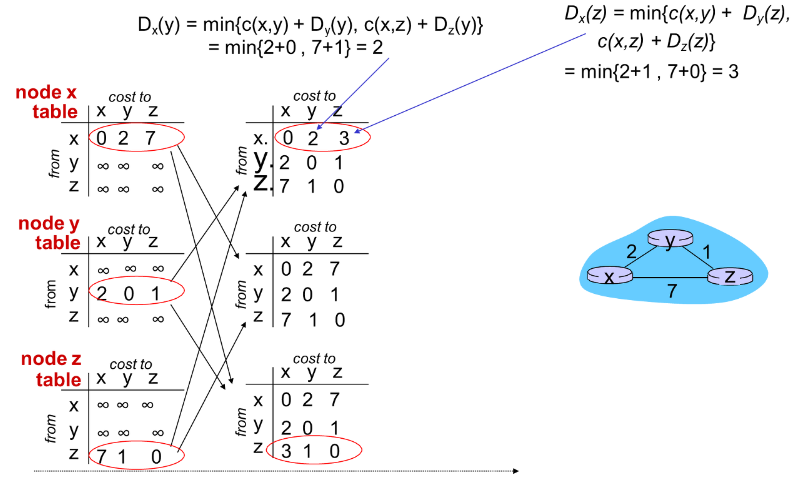 Dₓ(y) = min{c(x,y) + Dᵧ(y), c(x,z) + D_z(y)}
= min{2+0 , 7+1} = 2
Dₓ(z) = min{c(x,y) + Dᵧ(z),
c(x,z) + D_z(z)}
= min{2+1 , 7+0} = 3
node x
table
cost to
x y z
from
x 0 2 7
y ∞ ∞ ∞
z ∞ ∞ ∞
cost to
x y z
from
x. 0 2 3
y. 2 0 1
z. 7 1 0
node y
table
cost to
x y z
from
x ∞ ∞ ∞
y 2 0 1
z ∞ ∞ ∞
x y z
from
x 0 2 7
y 2 0 1
z 7 1 0
node z
table
cost to
x y z
from
x ∞ ∞ ∞
y ∞ ∞ ∞
z 7 1 0
cost to
x y z
from
x 0 2 7
y 2 0 1
z 3 1 0
y
2 1
x z
7